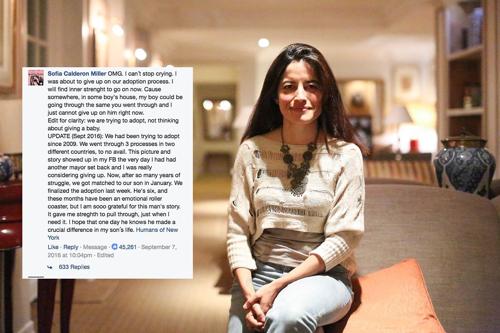 Sofia Calderon Miller OMG. I can't stop crying. I
was about to give up on our adoption process. I
will find inner strenght to go on now. Cause
somewhere, in some boy's house, my boy could be
going through the same you went through and I
just cannot give up on him right now.
Edit for clarity: we are trying to adopt, not thinking
about giving a baby.
(UPDATE (Sept 2016): We had been trying to adopt
since 2009. We went through 3 processes in two
different countries, to no avail. This picture and
story showed up in my FB the very day I had had
another mayor set back and I was really
considering giving up. Now, after so many years of
struggle, we got matched to our son in January. We
finalized the adoption last week. He's six, and
these months have been an emotional roller
coaster, but I am sooo grateful for this man's story.
It gave me stregnth to pull through, just when I
need it. I hope that one day he knows he made a
crucial difference in my son's life. Humans of New
York
Like · Reply · Message · 45,261 · September 7,
2016 at 10:04pm · Edited
633 Replies